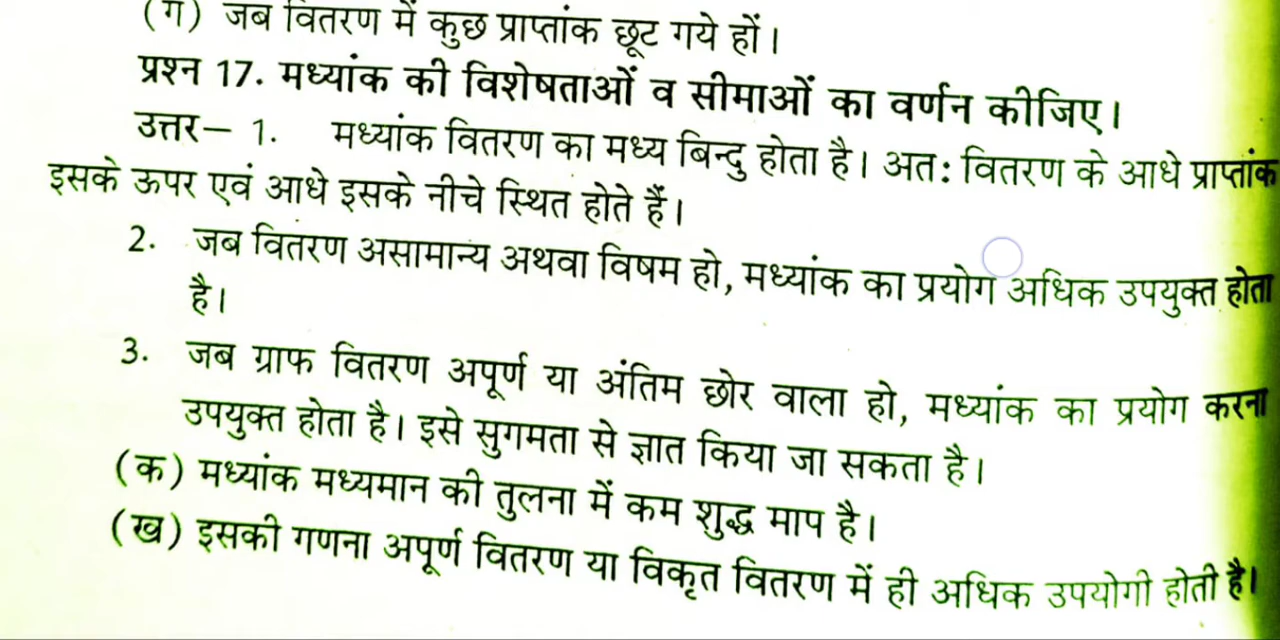 (ग) जब वितरण में कुछ प्राप्तांक छूट गये हों।
प्रश्न 17. मध्यांक की विशेषताओं व सीमाओं का वर्णन कीजिए।
उत्तर– 1. मध्यांक वितरण का मध्य बिन्दु होता है। अत: वितरण के आधे प्राप्तांक
इसके ऊपर एवं आधे इसके नीचे स्थित होते हैं।
2. जब वितरण असामान्य अथवा विषम हो, मध्यांक का प्रयोग अधिक उपयुक्त होता
है।
3. जब ग्राफ वितरण अपूर्ण या अंतिम छोर वाला हो, मध्यांक का प्रयोग करना
उपयुक्त होता है। इसे सुगमता से ज्ञात किया जा सकता है।
(क) मध्यांक मध्यमान की तुलना में कम शुद्ध माप है।
(ख) इसकी गणना अपूर्ण वितरण या विकृत वितरण में ही अधिक उपयोगी होती है।